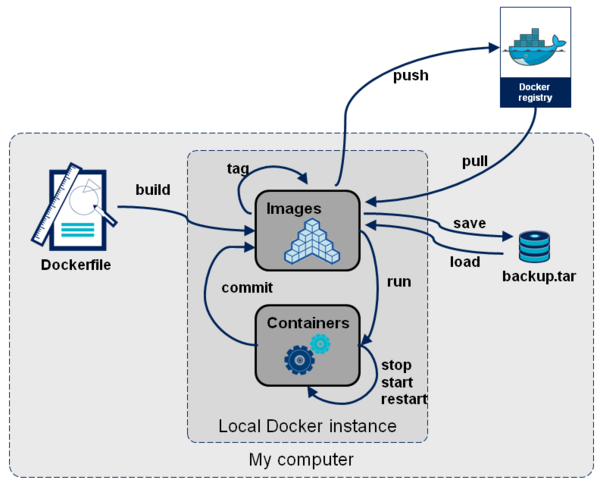 push
Docker
registry
pull
tag
build
Images
save
Dockerfile
load
backup.tar
commit
run
Containers
stop
start
restart
Local Docker instance
My computer